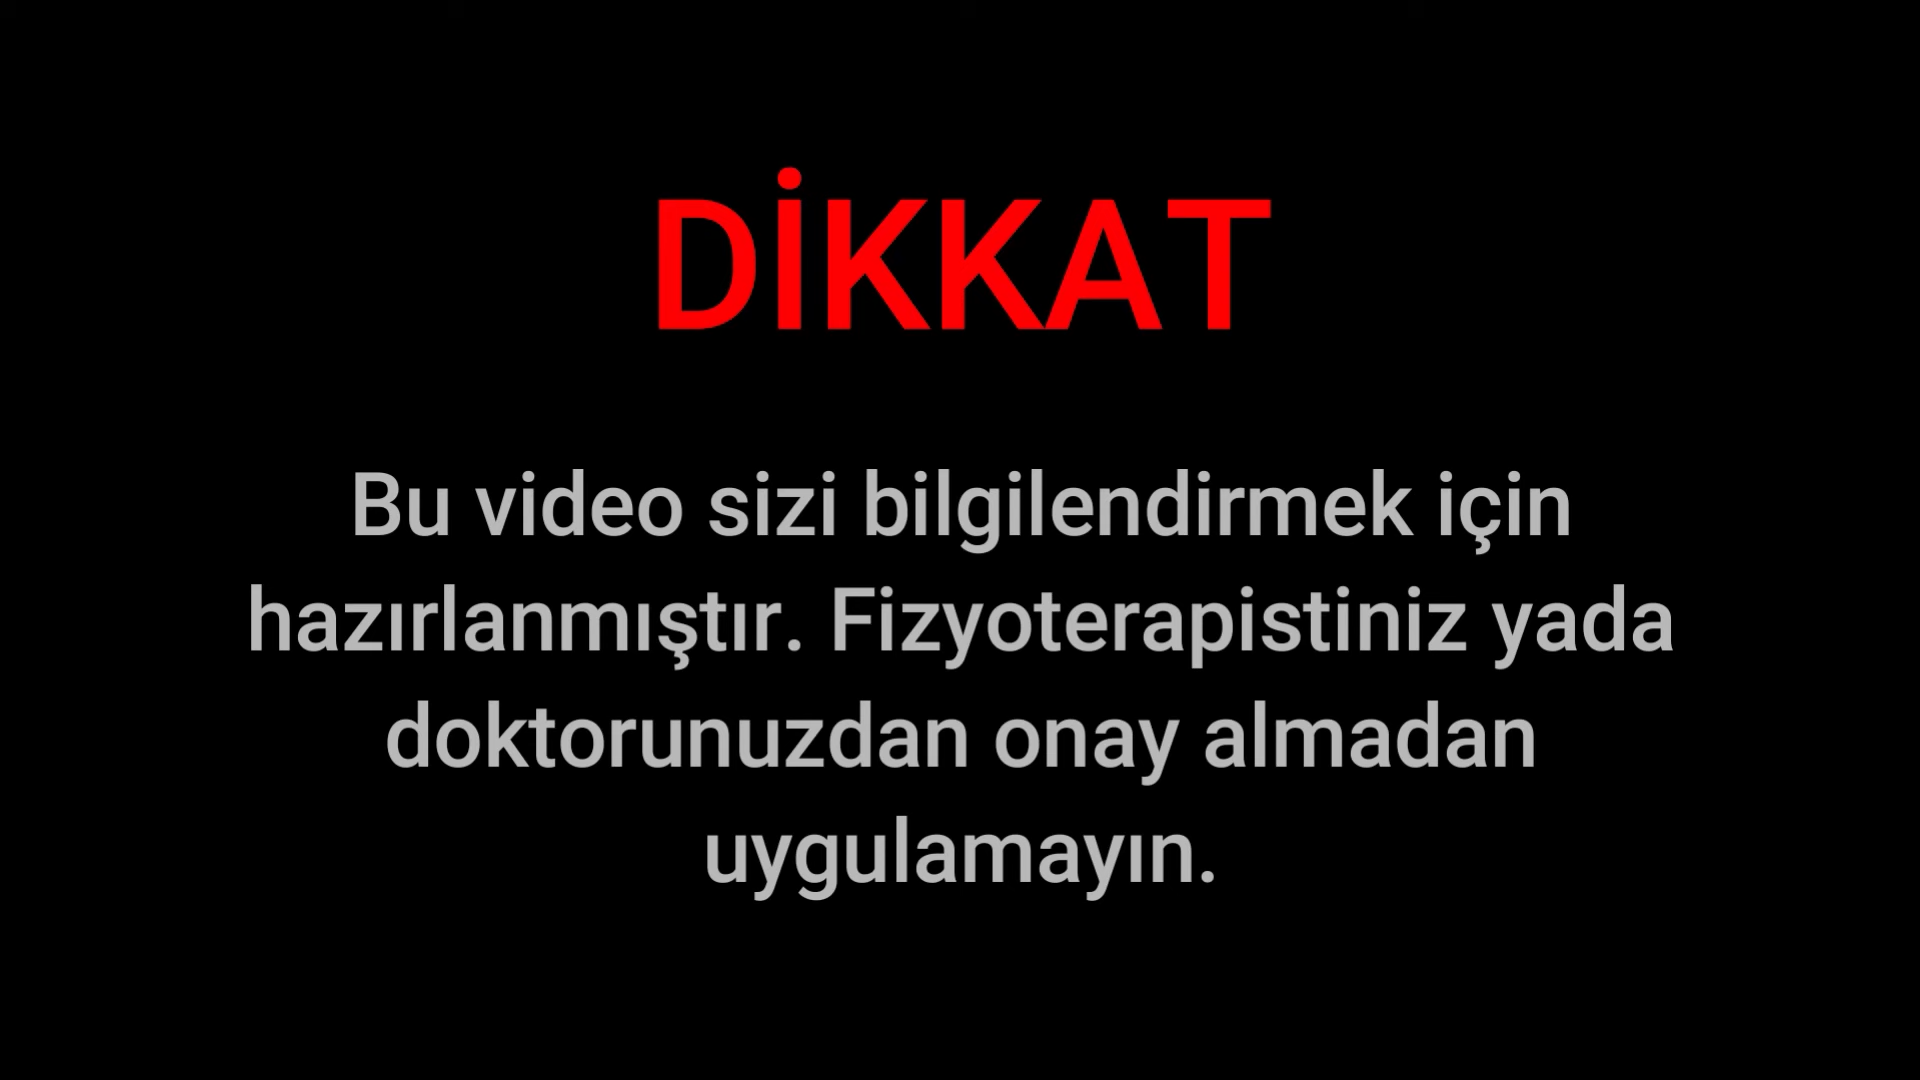 DİKKAT
Bu video sizi bilgilendirmek için
hazırlanmıştır. Fizyoterapistiniz yada
doktorunuzdan onay almadan
uygulamayın.